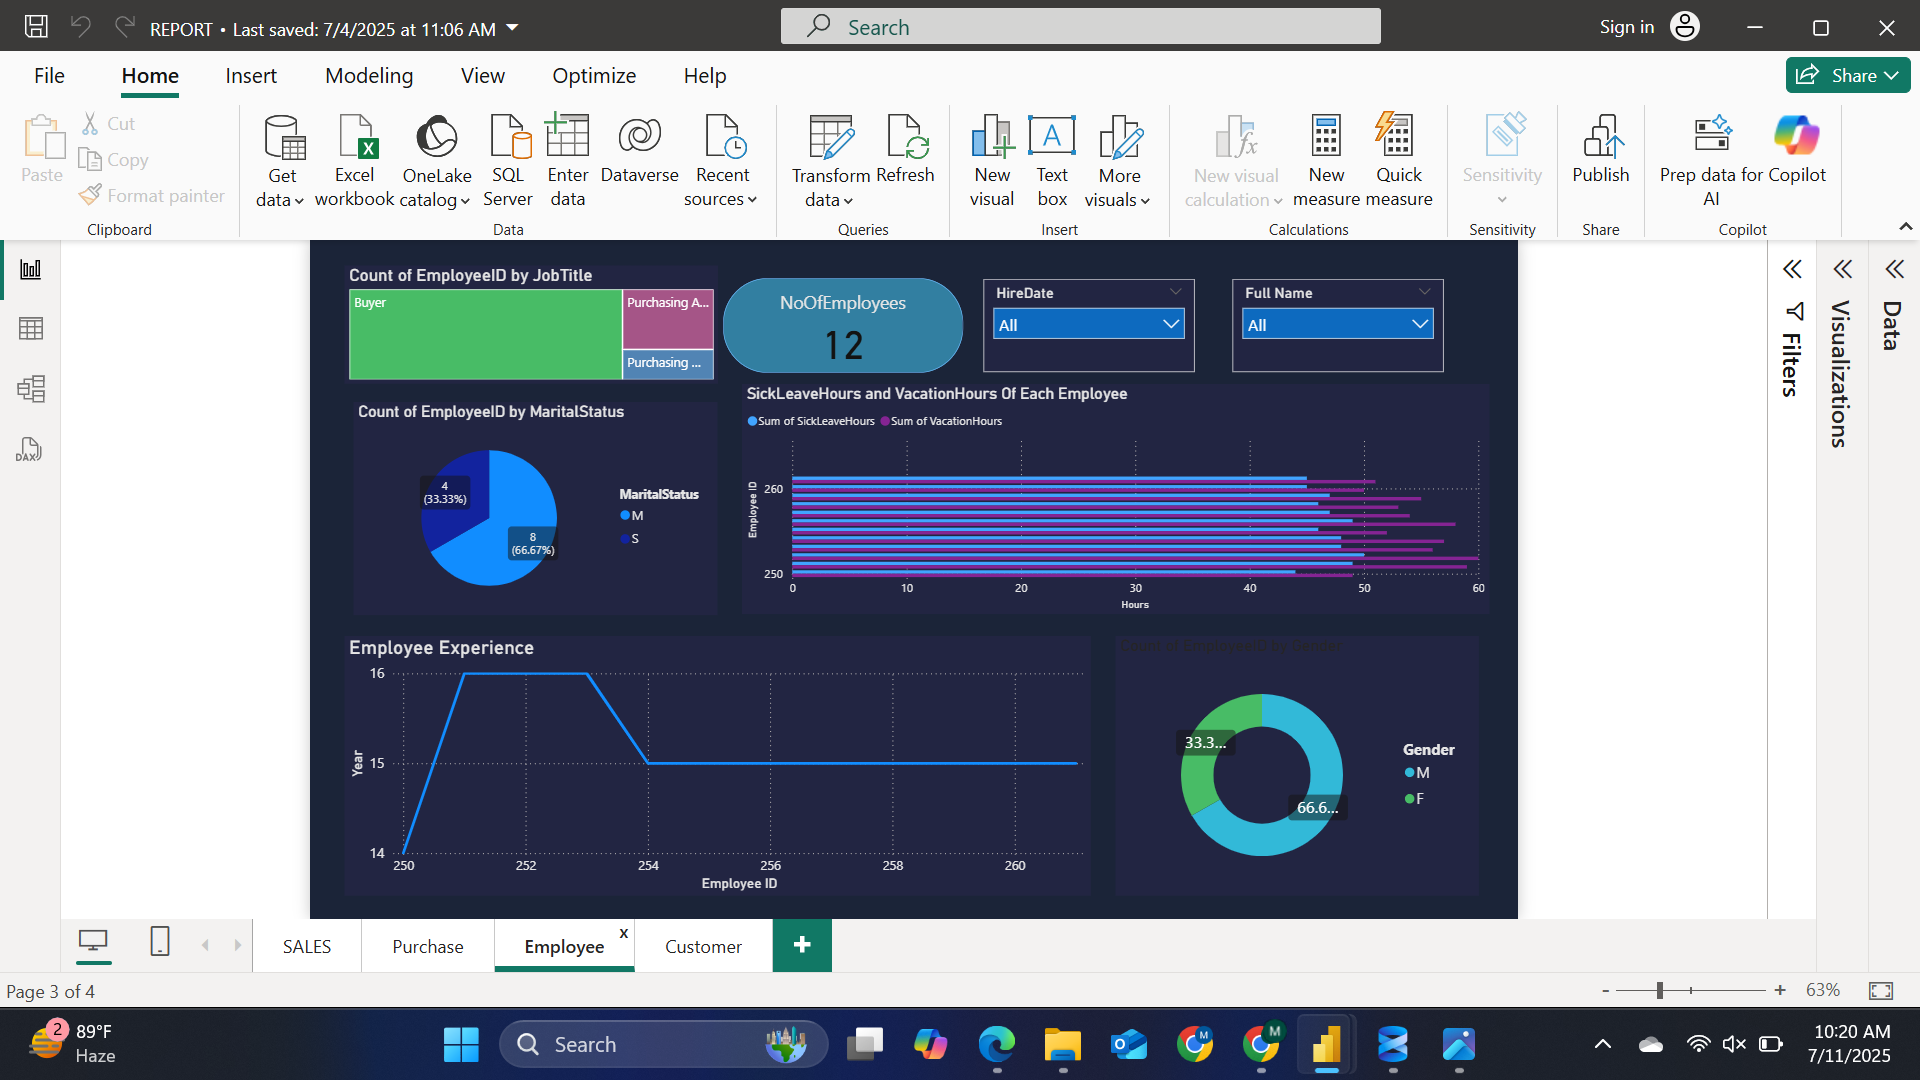 REPORT • Last saved: 7/4/2025 at 11:06 AM
Search
Sign in
File Home Insert Modeling View Optimize Help
Share
Paste
Cut
Copy
Format painter
Clipboard
Get data
Excel workbook
OneLake catalog
SQL Server
Enter data
Dataverse
Recent sources
Data
Transform data
Refresh
Queries
New visual
Text box
More visuals
Insert
New visual calculation
New measure
Quick measure
Calculations
Sensitivity
Sensitivity
Publish
Share
Prep data for AI
Copilot
Copilot
DAX
Count of EmployeeID by JobTitle
Buyer
Purchasing A...
Purchasing ...
NoOfEmployees
12
HireDate
All
Full Name
All
Count of EmployeeID by MaritalStatus
4
(33.33%)
8
(66.67%)
MaritalStatus
M
S
SickLeaveHours and VacationHours Of Each Employee
Sum of SickLeaveHours Sum of VacationHours
Employee ID
260
250
0 10 20 30 40 50 60
Hours
Employee Experience
Year
16
15
14
250 252 254 256 258 260
Employee ID
Count of EmployeeID by Gender
33.3...
66.6...
Gender
M
F
Filters
Visualizations
Data
SALES Purchase Employee x Customer +
Page 3 of 4
- + 63%
2
89°F
Haze
Search
M
M
10:20 AM
7/11/2025